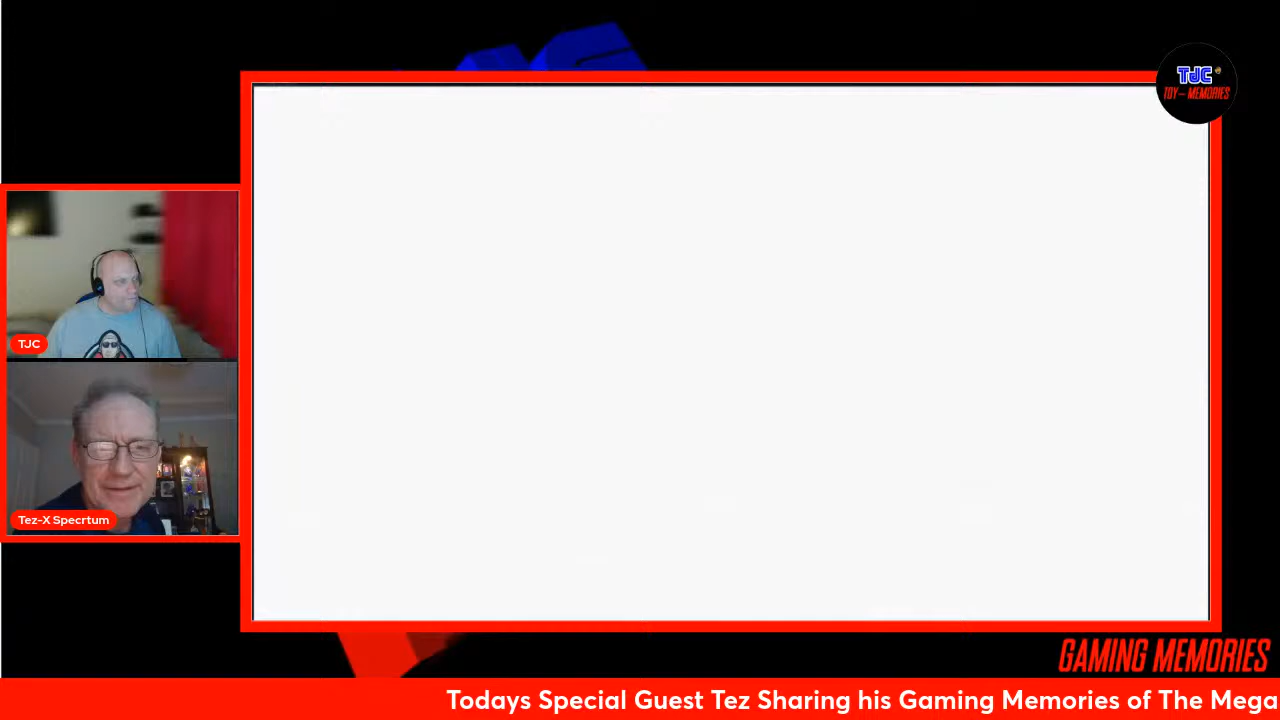 TJC
TOY - MEMORIES
TJC
Tez-X Specrtum
GAMING MEMORIES
Todays Special Guest Tez Sharing his Gaming Memories of The Mega